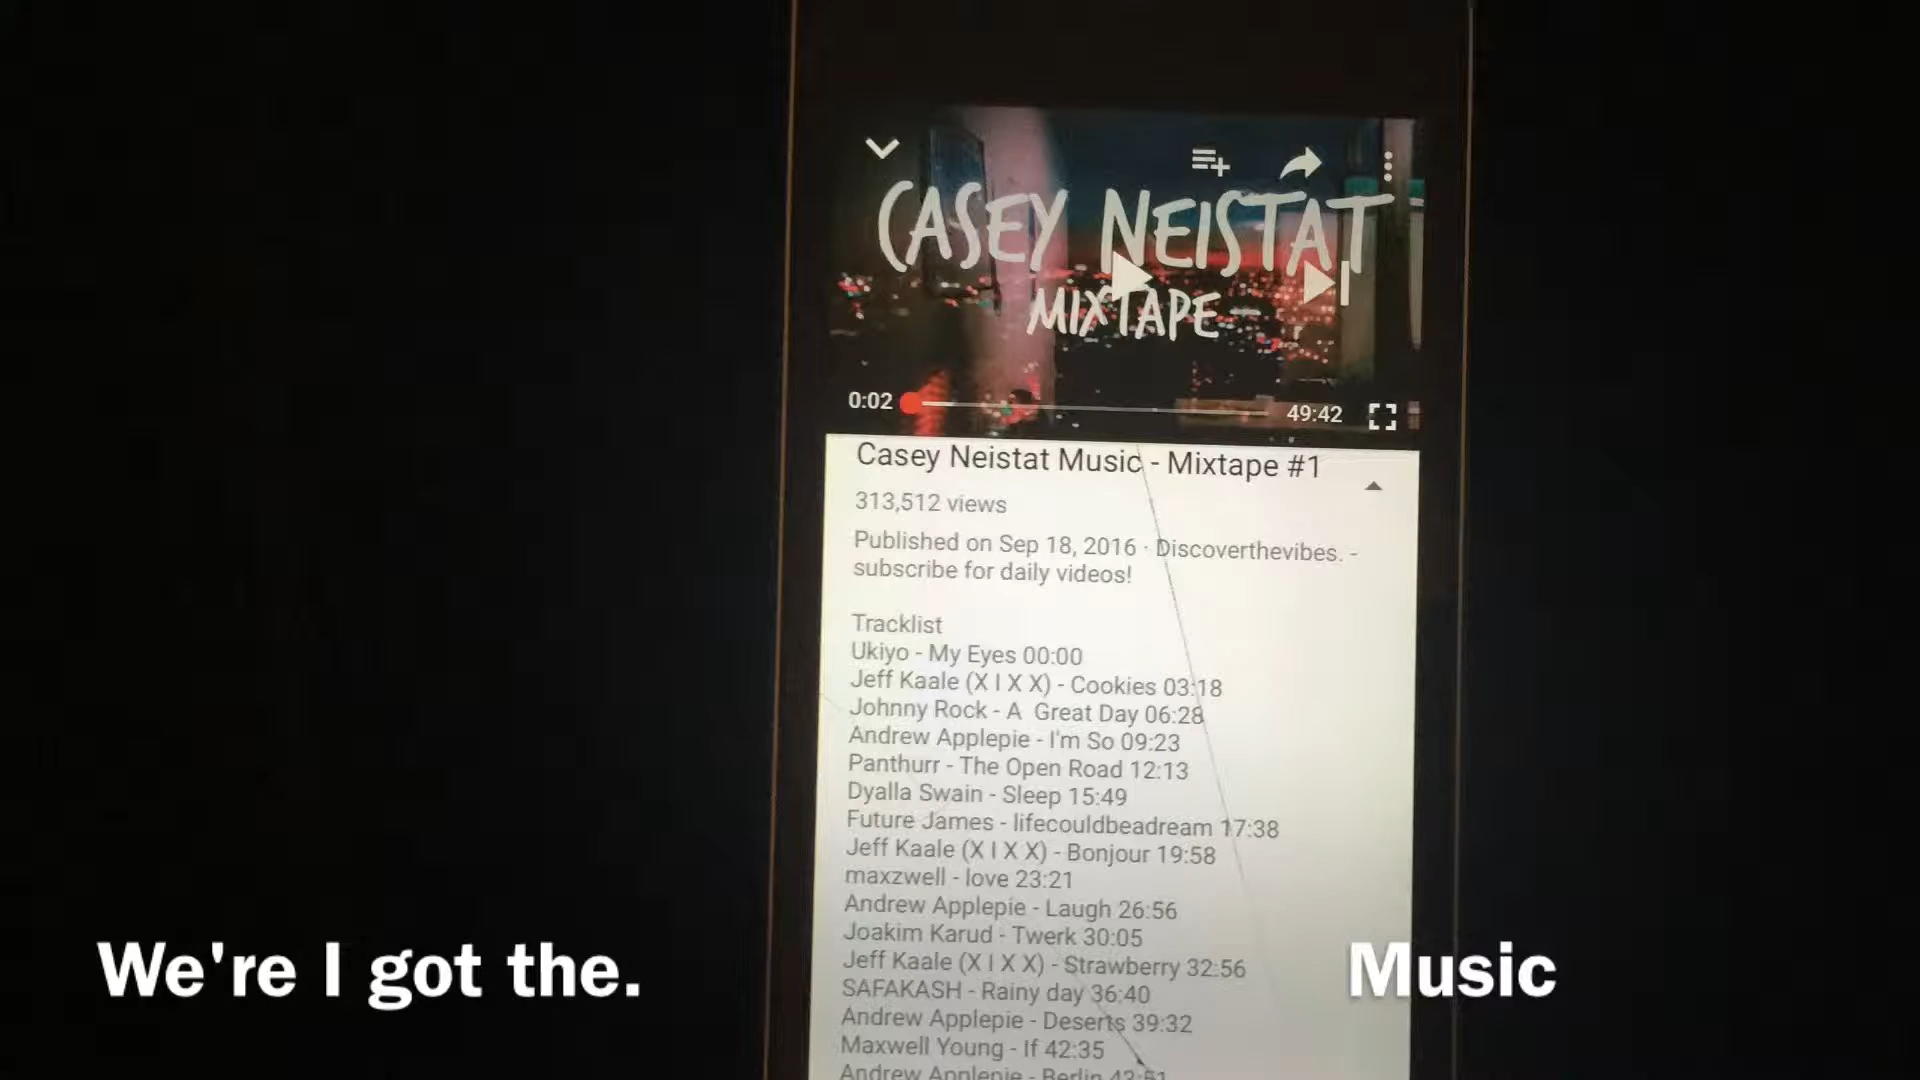 CASEY NEISTAT
MIXTAPE
0:02
49:42
Casey Neistat Music - Mixtape #1
313,512 views
Published on Sep 18, 2016 · Discoverthevibes. -
subscribe for daily videos!
Tracklist
Ukiyo - My Eyes 00:00
Jeff Kaale (X I X X) - Cookies 03:18
Johnny Rock - A Great Day 06:28
Andrew Applepie - I'm So 09:23
Panthurr - The Open Road 12:13
Dyalla Swain - Sleep 15:49
Future James - lifecouldbeadream 17:38
Jeff Kaale (X I X X) - Bonjour 19:58
maxzwell - love 23:21
Andrew Applepie - Laugh 26:56
Joakim Karud - Twerk 30:05
Jeff Kaale (X I X X) - Strawberry 32:56
SAFAKASH - Rainy day 36:40
Andrew Applepie - Deserts 39:32
Maxwell Young - If 42:35
Andrew Applepie - Berlin 43:51
We're I got the. Music